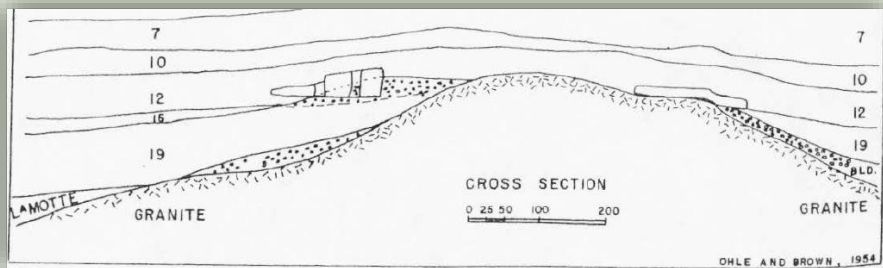 7
7
10
10
12
15
12
19
19
BLD.
LAMOTTE
GRANITE
CROSS SECTION
0 25 50 100 200
GRANITE
OHLE AND BROWN, 1954